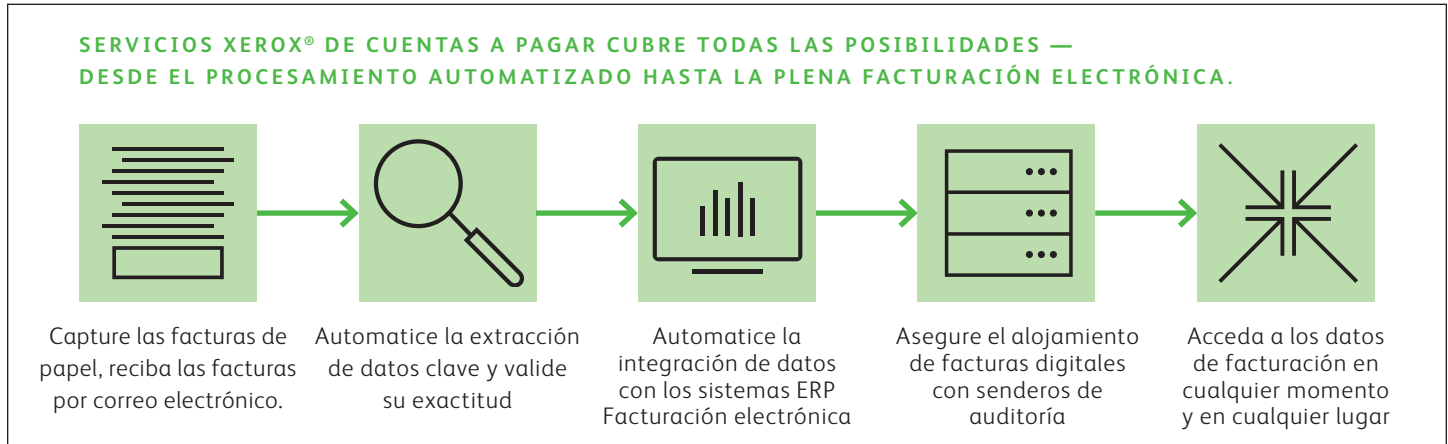 SERVICIOS XEROX® DE CUENTAS A PAGAR CUBRE TODAS LAS POSIBILIDADES —
DESDE EL PROCESAMIENTO AUTOMATIZADO HASTA LA PLENA FACTURACIÓN ELECTRÓNICA.
Capture las facturas de
papel, reciba las facturas
por correo electrónico.
Automatice la extracción
de datos clave y valide
su exactitud
Automatice la
integración de datos
con los sistemas ERP
Facturación electrónica
Asegure el alojamiento
de facturas digitales
con senderos de
auditoría
Acceda a los datos
de facturación en
cualquier momento
y en cualquier lugar